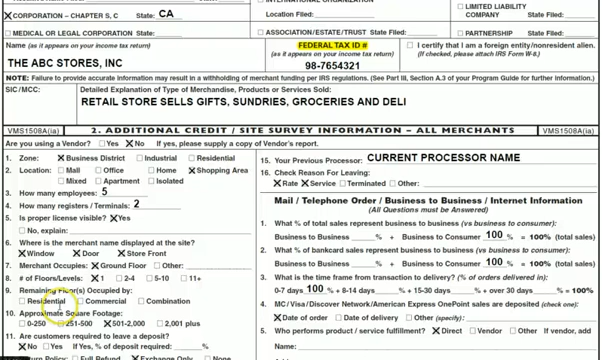 CORPORATION – CHAPTER S, C State: CA
Location Filed:
LIMITED LIABILITY
COMPANY State Filed:
MEDICAL OR LEGAL CORPORATION State:
ASSOCIATION/ESTATE/TRUST State Filed:
PARTNERSHIP State Filed:
Name (as it appears on your income tax return)
FEDERAL TAX ID #
(as it appears on your income tax return)
I certify that I am a foreign entity/nonresident alien.
(If checked, please attach IRS Form W-8.)
THE ABC STORES, INC
98-7654321
NOTE: Failure to provide accurate information may result in a withholding of merchant funding per IRS regulations. (See Part III, Section A.3 of your Program Guide for further information.)
SIC/MCC:
Detailed Explanation of Type of Merchandise, Products or Services Sold:
RETAIL STORE SELLS GIFTS, SUNDRIES, GROCERIES AND DELI
VMS1508A(ia) 2. ADDITIONAL CREDIT / SITE SURVEY INFORMATION – ALL MERCHANTS VMS1508A(ia)
Are you using a Vendor? Yes X No If yes, please supply a copy of Vendor's report.
1. Zone: X Business District Industrial Residential
2. Location: Mall Office Home X Shopping Area
Mixed Apartment Isolated
3. How many employees: 5
4. How many registers / Terminals: 2
5. Is proper license visible? X Yes
No, explain:
6. Where is the merchant name displayed at the site?
X Window Door X Store Front
7. Merchant Occupies: X Ground Floor Other:
8. # of Floors/Levels: X 1 2-4 5-10 11+
9. Remaining Floor(s) Occupied by:
Residential Commercial Combination
10. Approximate Square Footage:
0-250 251-500 X 501-2,000 2,001 plus
11. Are customers required to leave a deposit?
X No Yes If Yes, % of deposit required: %
Return Policy: Full Refund X Exchange Only None
15. Your Previous Processor: CURRENT PROCESSOR NAME
16. Check Reason For Leaving:
X Rate X Service Terminated Other:
Mail / Telephone Order / Business to Business / Internet Information
(All Questions must be Answered)
1. What % of total sales represent business to business (vs business to consumer):
Business to Business % + Business to Consumer 100 % = 100% (total sales)
2. What % of bankcard sales represent business to business (vs business to consumer):
Business to Business % + Business to Consumer 100 % = 100% (total sales)
3. What is the time frame from transaction to delivery? (% of orders delivered in):
0-7 days 100 % + 8-14 days % + 15-30 days % + over 30 days % = 100%
4. MC/Visa/Discover Network/American Express OnePoint sales are deposited (check one):
X Date of order Date of delivery Other (specify):
5. Who performs product/service fulfillment? X Direct Vendor Other If vendor, add
Name:
Address: